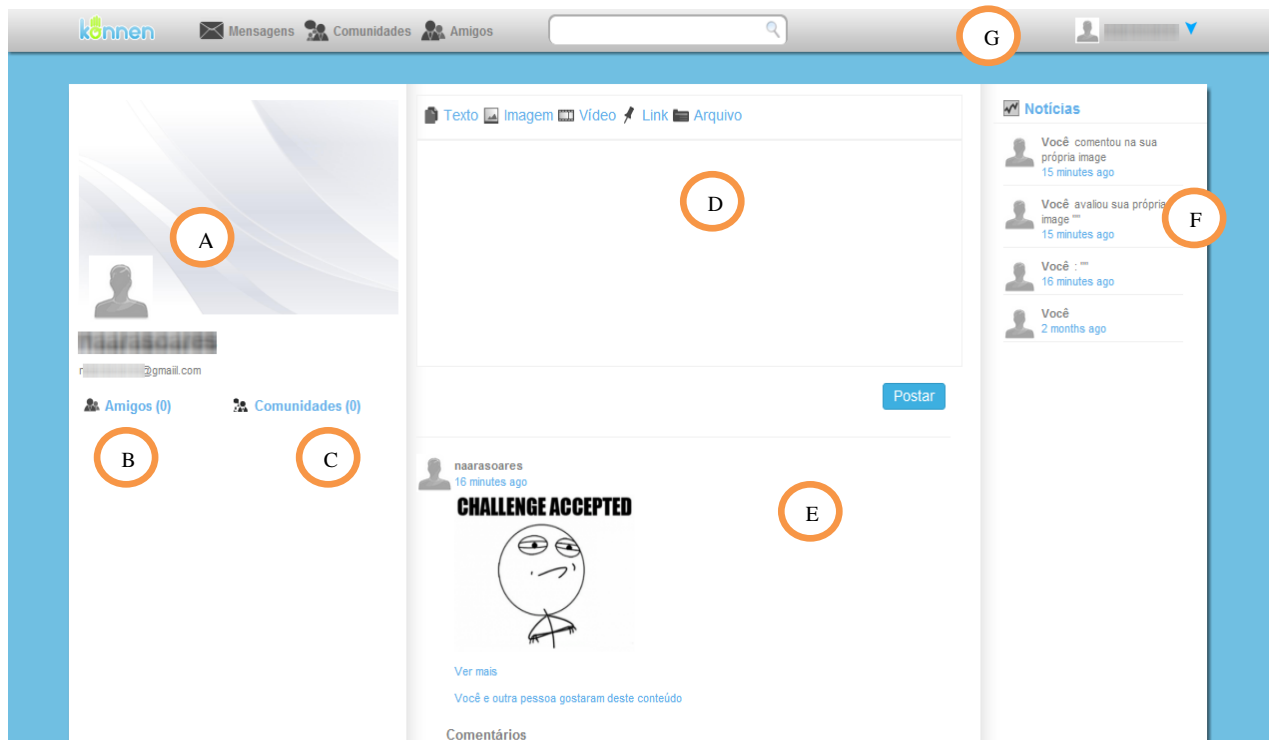 können Mensagens Comunidades Amigos
G
A
naarasoares
@gmaiil.com
Amigos (0) Comunidades (0)
B C
Texto Imagem Vídeo Link Arquivo
D
Postar
naarasoares
16 minutes ago
CHALLENGE ACCEPTED
E
Ver mais
Você e outra pessoa gostaram deste conteúdo
Comentários
Notícias
Você comentou na sua
própria image
15 minutes ago
Você avaliou sua própria
image ""
15 minutes ago
F
Você : ""
16 minutes ago
Você
2 months ago